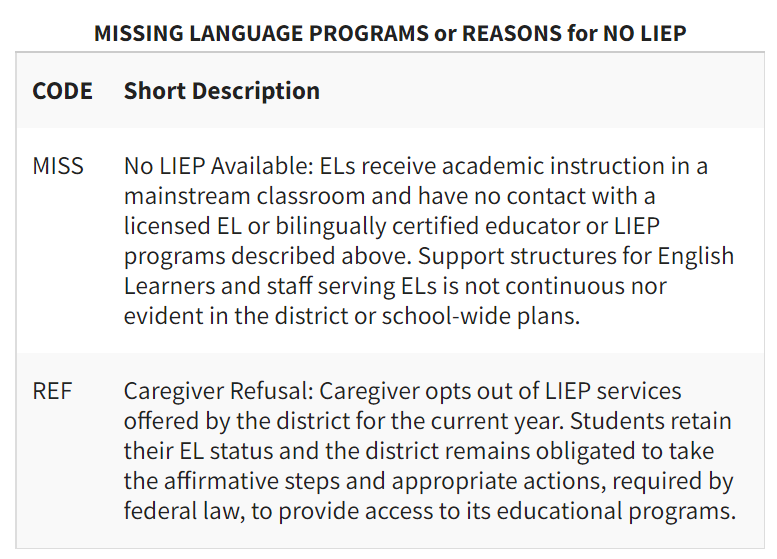 MISSING LANGUAGE PROGRAMS or REASONS for NO LIEP
CODE Short Description
MISS No LIEP Available: ELs receive academic instruction in a
mainstream classroom and have no contact with a
licensed EL or bilingually certified educator or LIEP
programs described above. Support structures for English
Learners and staff serving ELs is not continuous nor
evident in the district or school-wide plans.
REF Caregiver Refusal: Caregiver opts out of LIEP services
offered by the district for the current year. Students retain
their EL status and the district remains obligated to take
the affirmative steps and appropriate actions, required by
federal law, to provide access to its educational programs.